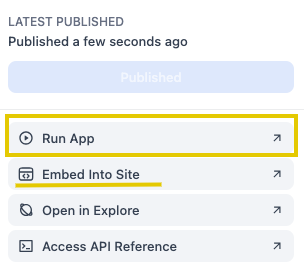 LATEST PUBLISHED
Published a few seconds ago
Published
Run App
Embed Into Site
Open in Explore
Access API Reference